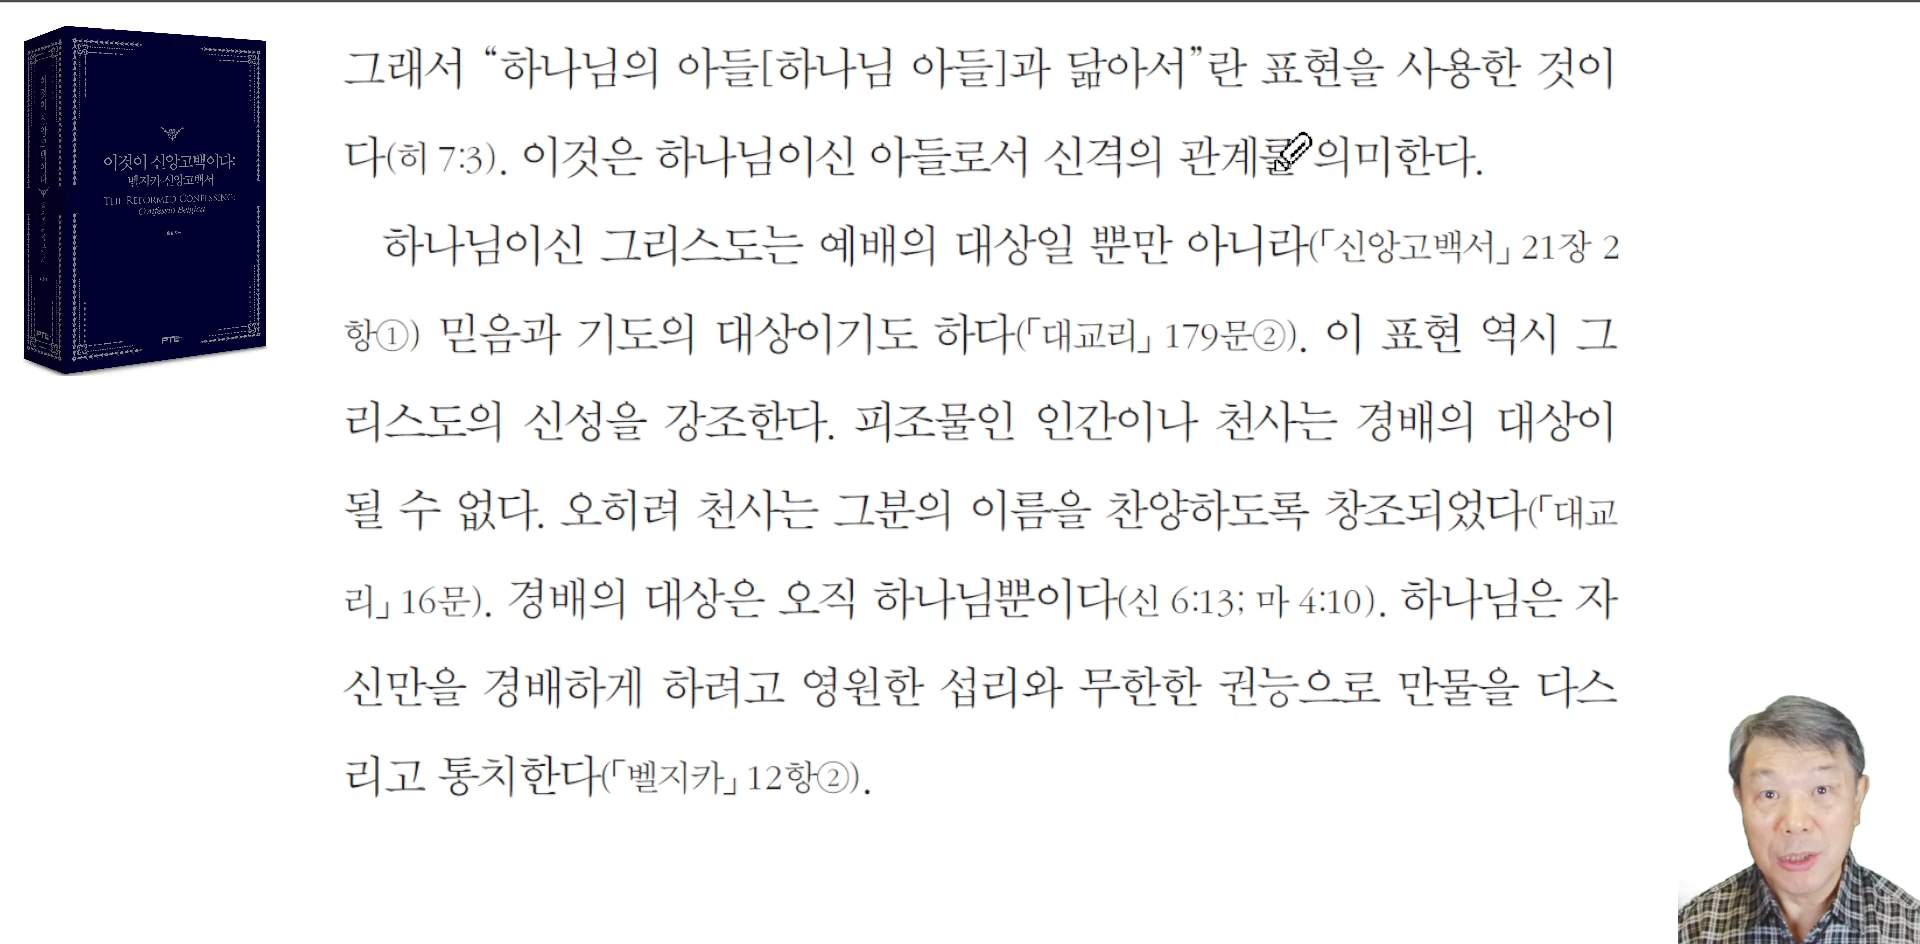 이것이 신앙고백이다:
벨지카 신앙고백서
THE REFORMED CONFESSING:
Confessio Belgica
그래서 “하나님의 아들[하나님 아들]과 닮아서”란 표현을 사용한 것이
다(히 7:3). 이것은 하나님이신 아들로서 신격의 관계를 의미한다.
하나님이신 그리스도는 예배의 대상일 뿐만 아니라(「신앙고백서」 21장 2
항①) 믿음과 기도의 대상이기도 하다(「대교리」 179문②). 이 표현 역시 그
리스도의 신성을 강조한다. 피조물인 인간이나 천사는 경배의 대상이
될 수 없다. 오히려 천사는 그분의 이름을 찬양하도록 창조되었다(「대교
리」 16문). 경배의 대상은 오직 하나님뿐이다(신 6:13; 마 4:10). 하나님은 자
신만을 경배하게 하려고 영원한 섭리와 무한한 권능으로 만물을 다스
리고 통치한다(「벨지카」 12항②).